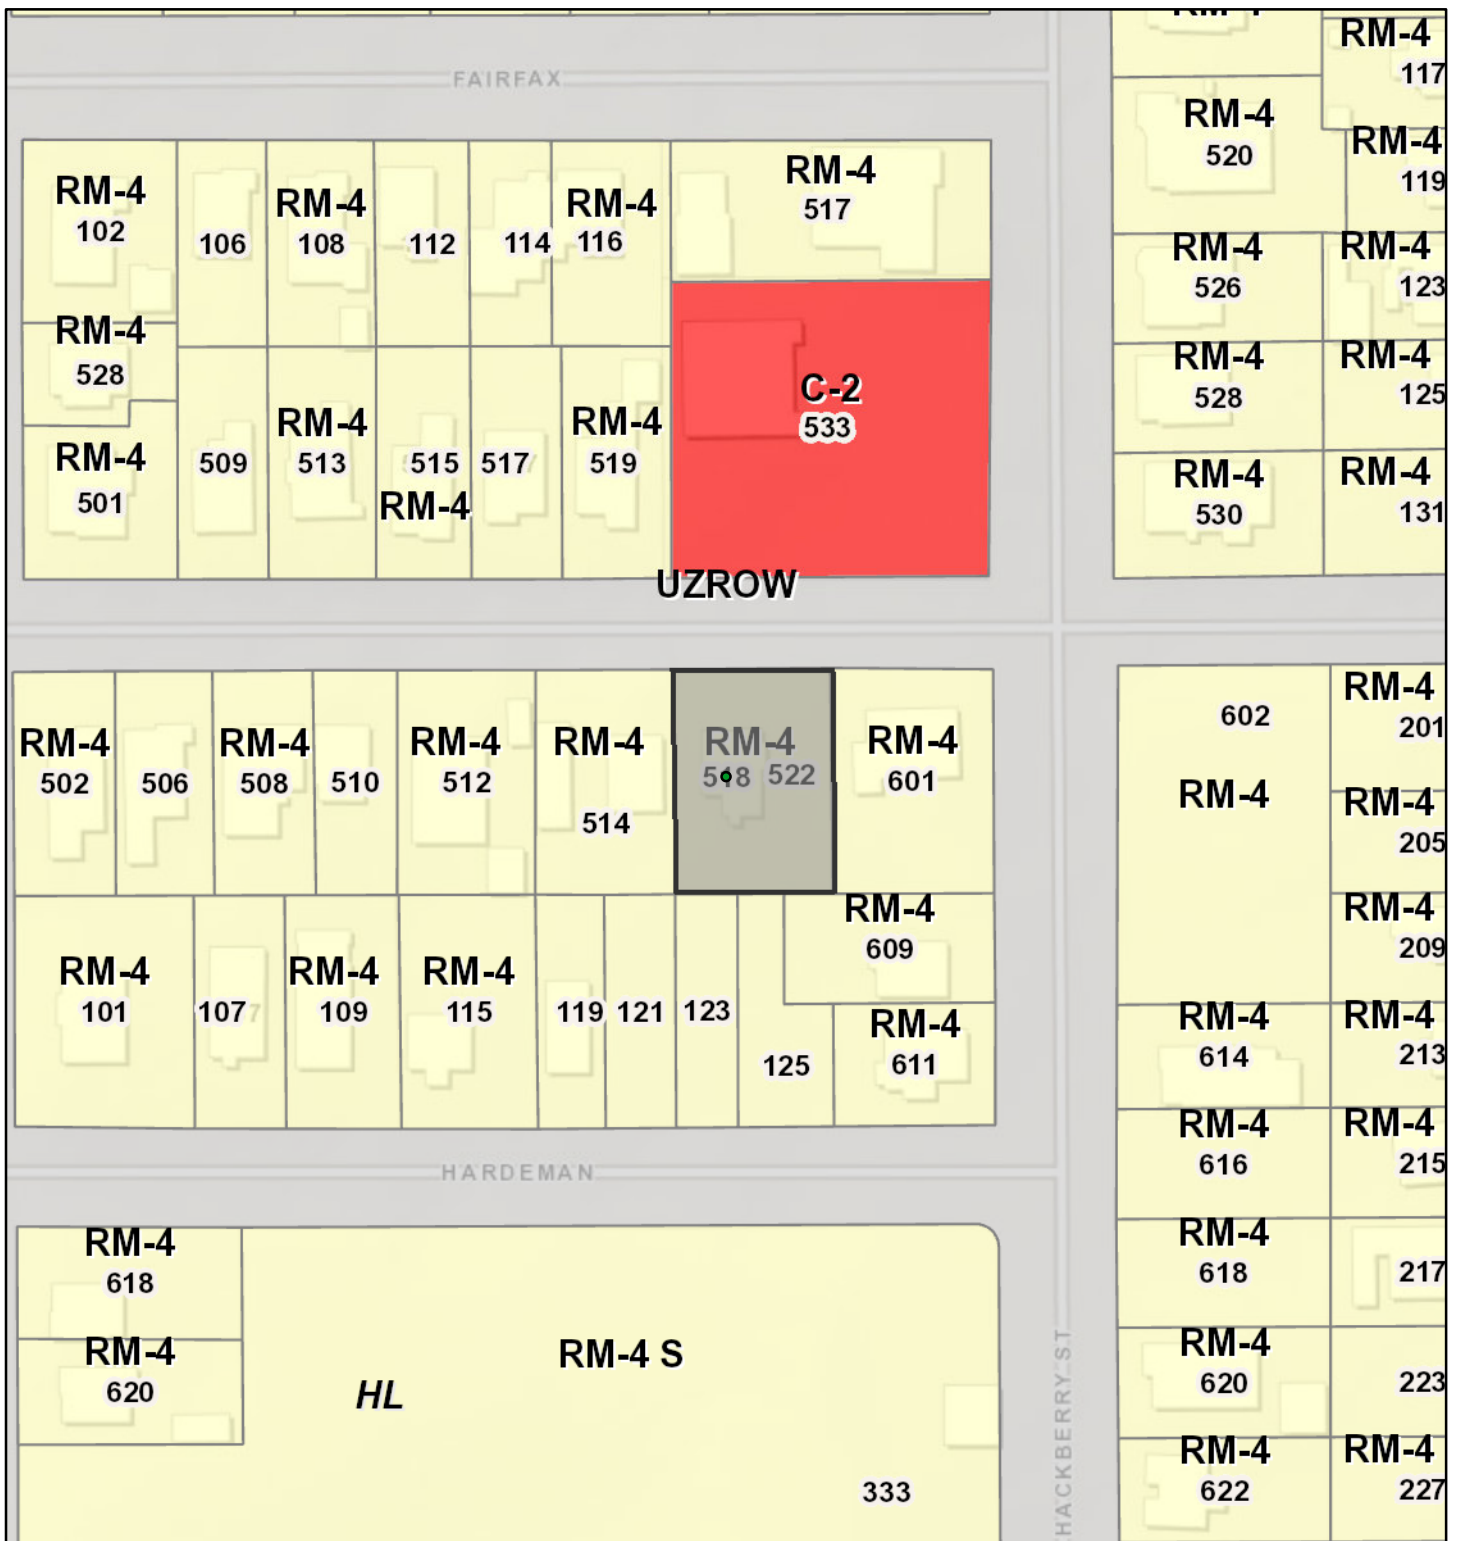 RM-4
FAIRFAX
RM-4
117
RM-4
520
RM-4
119
RM-4
102
106
RM-4
108
112
114
RM-4
116
RM-4
517
RM-4
526
RM-4
123
RM-4
528
C-2
533
RM-4
528
RM-4
125
RM-4
501
509
RM-4
513
515
RM-4
517
RM-4
519
RM-4
530
RM-4
131
UZROW
RM-4
502
506
RM-4
508
510
RM-4
512
RM-4
514
RM-4
518
522
RM-4
601
602
RM-4
RM-4
201
RM-4
205
RM-4
609
RM-4
209
RM-4
101
107
RM-4
109
RM-4
115
119
121
123
125
RM-4
611
RM-4
614
RM-4
213
HARDEMAN
RM-4
616
RM-4
215
RM-4
618
RM-4
618
217
RM-4
620
RM-4 S
HL
333
HACKBERRY ST
RM-4
620
223
RM-4
622
RM-4
227